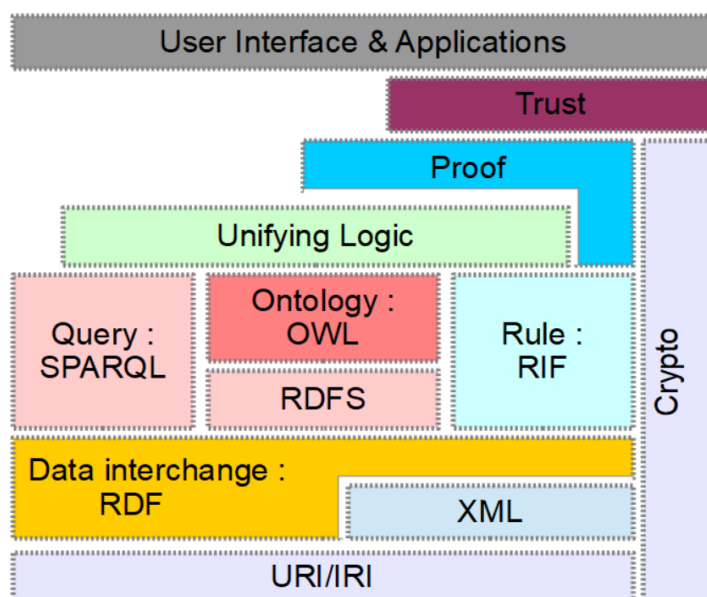 User Interface & Applications
Trust
Proof
Unifying Logic
Query :
SPARQL
Ontology :
OWL
RDFS
Rule :
RIF
Crypto
Data interchange :
RDF
XML
URI/IRI